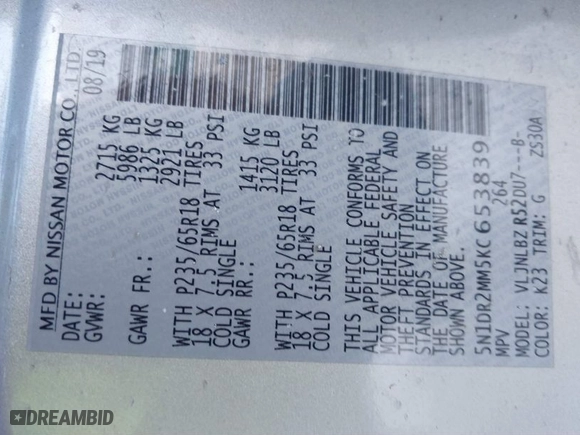 MFD BY NISSAN MOTOR CO., LTD.
DATE: 08/19
GVWR: 2715 KG
5986 LB
GAWR FR.: 1325 KG
2921 LB
WITH P235/65R18 TIRES
18 X 7.5 RIMS AT 33 PSI
COLD SINGLE
GAWR RR.: 1415 KG
3120 LB
WITH P235/65R18 TIRES
18 X 7.5 RIMS AT 33 PSI
COLD SINGLE
THIS VEHICLE CONFORMS TO
ALL APPLICABLE FEDERAL
MOTOR VEHICLE SAFETY AND
THEFT PREVENTION
STANDARDS IN EFFECT ON
THE DATE OF MANUFACTURE
SHOWN ABOVE.
5N1DR2MM5KC653839
MPV 264
MODEL: VLJNLBZ R52DU7---B-
COLOR: K23 TRIM: G ZS30A
DREAMBID